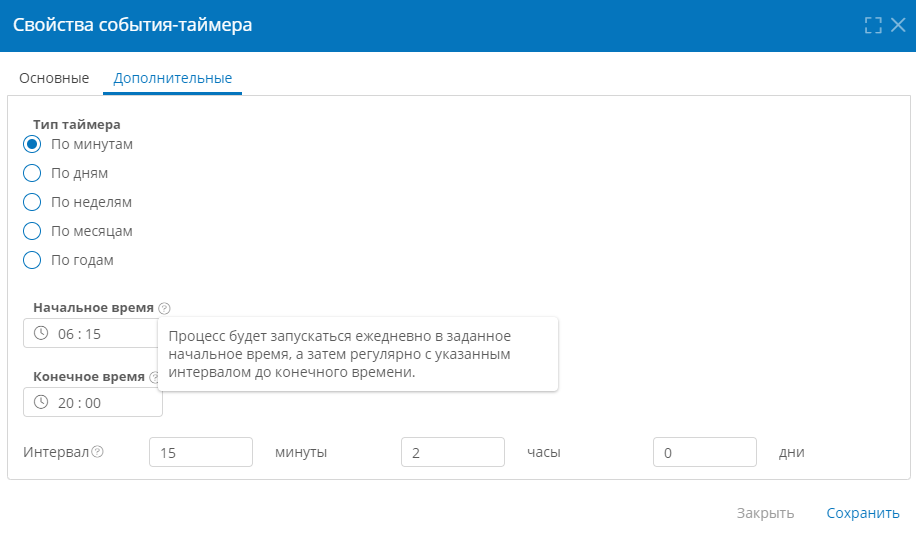 Свойства события-таймера
Основные Дополнительные
Тип таймера
По минутам
По дням
По неделям
По месяцам
По годам
Начальное время
06 : 15
Процесс будет запускаться ежедневно в заданное
начальное время, а затем регулярно с указанным
интервалом до конечного времени.
Конечное время
20 : 00
Интервал 15 минуты 2 часы 0 дни
Закрыть Сохранить